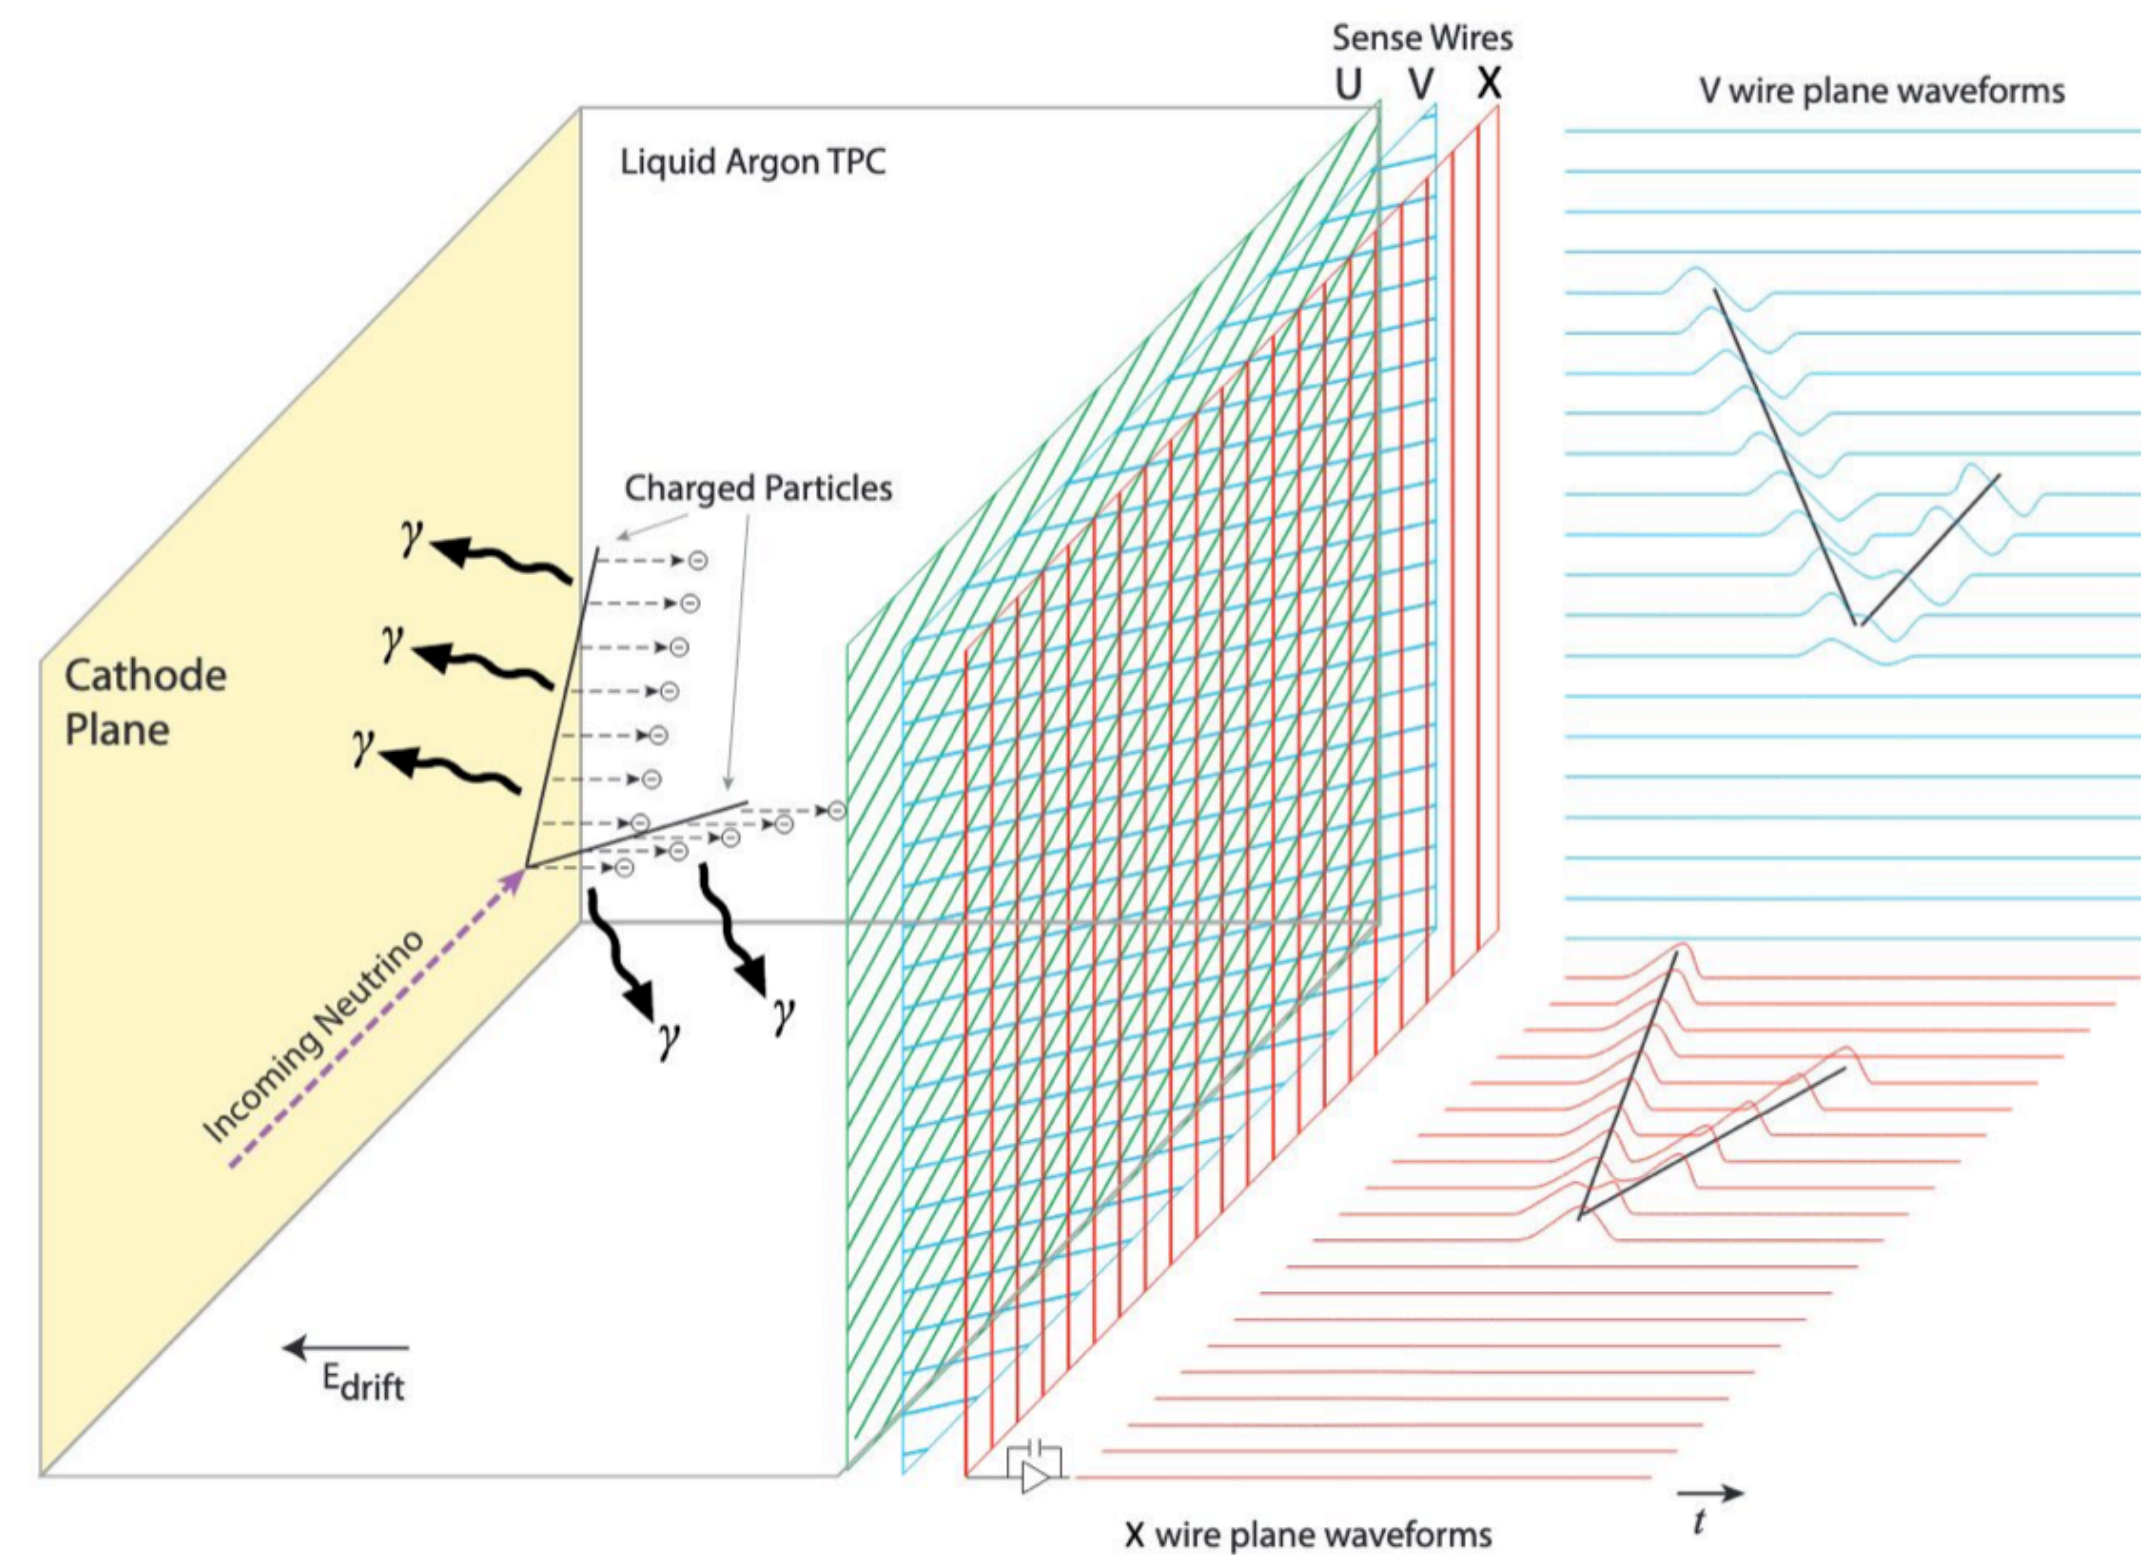 Sense Wires
U V X
V wire plane waveforms
Liquid Argon TPC
Charged Particles
γ
γ
γ
Cathode
Plane
γ
γ
Incoming Neutrino
Edrift
X wire plane waveforms
t